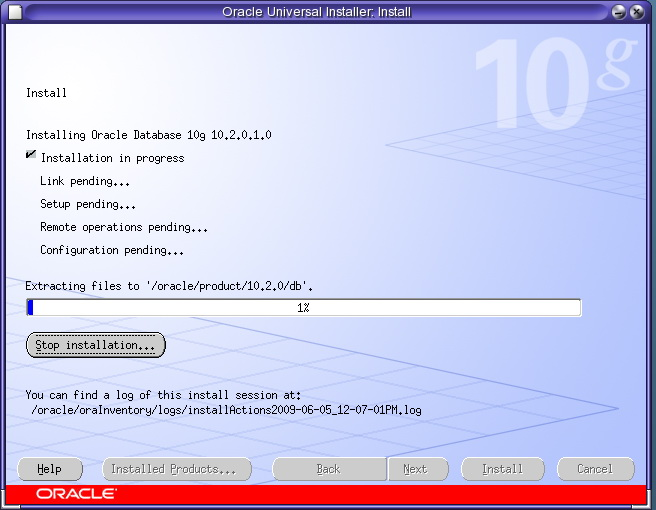 Oracle Universal Installer: Install
10g
Install
Installing Oracle Database 10g 10.2.0.1.0
Installation in progress
Link pending...
Setup pending...
Remote operations pending...
Configuration pending...
Extracting files to '/oracle/product/10.2.0/db'.
1%
Stop installation...
You can find a log of this install session at:
/oracle/oraInventory/logs/installActions2009-06-05_12-07-01PM.log
Help Installed Products... Back Next Install Cancel
ORACLE